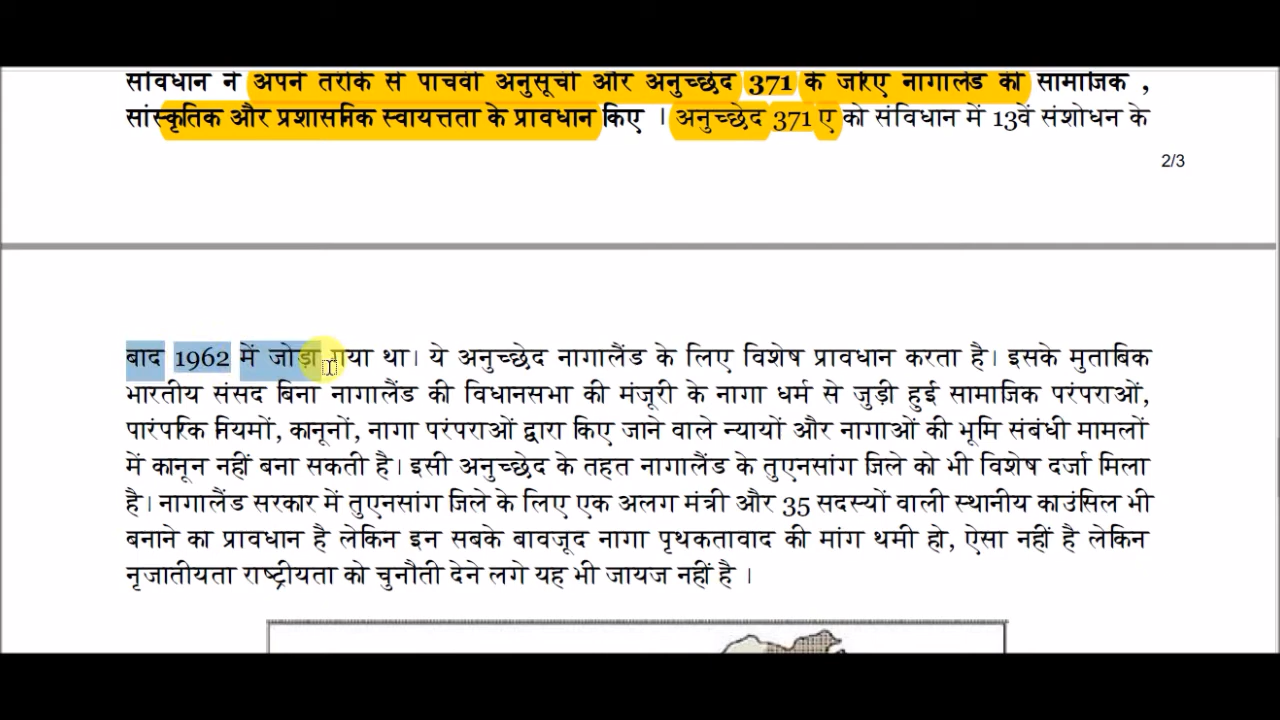 संविधान ने अपने तरीके से पाचवी अनुसूची और अनुच्छेद 371 के जरिए नागालैंड की सामाजिक ,
सांस्कृतिक और प्रशासनिक स्वायत्तता के प्रावधान किए । अनुच्छेद 371 ए को संविधान में 13वें संशोधन के
2/3
बाद 1962 में जोड़ा गया था। ये अनुच्छेद नागालैंड के लिए विशेष प्रावधान करता है। इसके मुताबिक
भारतीय संसद बिना नागालैंड की विधानसभा की मंजूरी के नागा धर्म से जुड़ी हुई सामाजिक परंपराओं,
पारंपरिक नियमों, कानूनों, नागा परंपराओं द्वारा किए जाने वाले न्यायों और नागाओं की भूमि संबंधी मामलों
में कानून नहीं बना सकती है। इसी अनुच्छेद के तहत नागालैंड के तुएनसांग जिले को भी विशेष दर्जा मिला
है। नागालैंड सरकार में तुएनसांग जिले के लिए एक अलग मंत्री और 35 सदस्यों वाली स्थानीय काउंसिल भी
बनाने का प्रावधान है लेकिन इन सबके बावजूद नागा पृथकतावाद की मांग थमी हो, ऐसा नहीं है लेकिन
नृजातीयता राष्ट्रीयता को चुनौती देने लगे यह भी जायज नहीं है ।